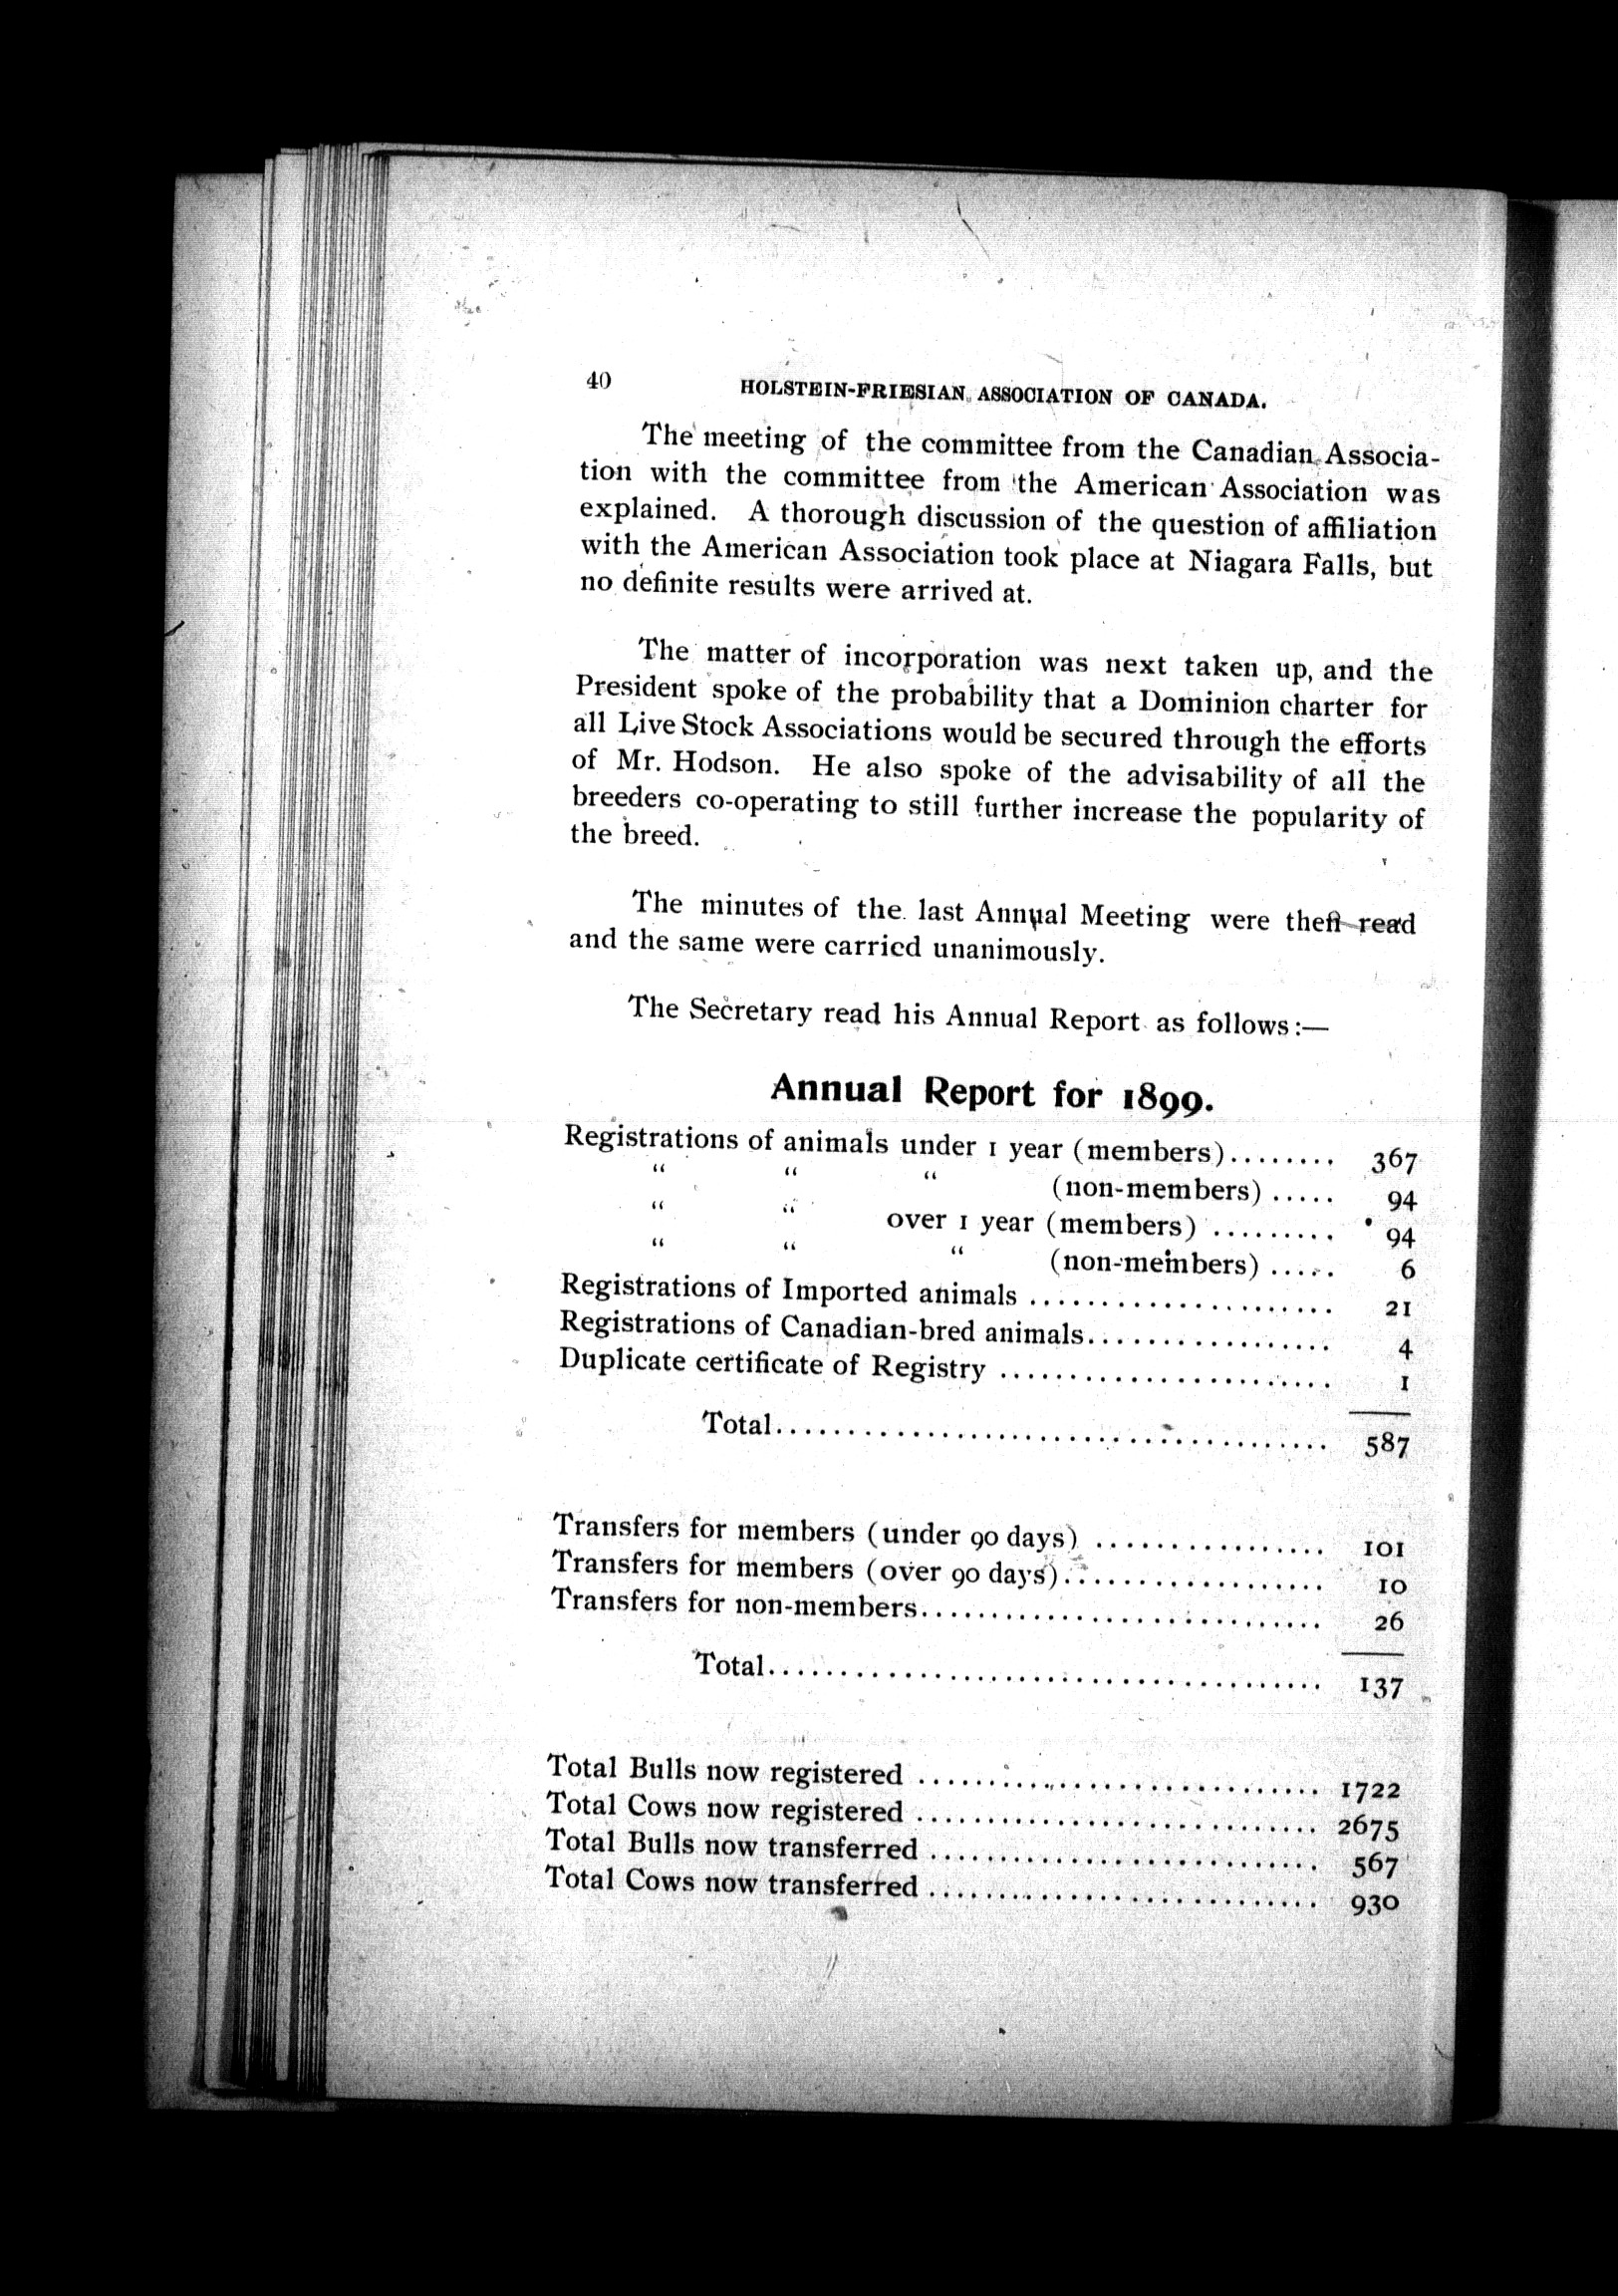 40 HOLSTEIN-FRIESIAN ASSOCIATION OF CANADA.
The meeting of the committee from the Canadian Associa-
tion with the committee from the American Association was
explained. A thorough discussion of the question of affiliation
with the American Association took place at Niagara Falls, but
no definite results were arrived at.
The matter of incorporation was next taken up, and the
President spoke of the probability that a Dominion charter for
all Live Stock Associations would be secured through the efforts
of Mr. Hodson. He also spoke of the advisability of all the
breeders co-operating to still further increase the popularity of
the breed.
The minutes of the last Annual Meeting were then read
and the same were carried unanimously.
The Secretary read his Annual Report as follows:—
Annual Report for 1899.
Registrations of animals under 1 year (members)........ 367
" " " (non-members) ..... 94
" " over 1 year (members) ......... 94
" " " (non-members) ..... 6
Registrations of Imported animals ...................... 21
Registrations of Canadian-bred animals.................. 4
Duplicate certificate of Registry ........................ 1
Total....................................... 587
Transfers for members (under 90 days) ................ 101
Transfers for members (over 90 days)................... 10
Transfers for non-members............................. 26
Total....................................... 137
Total Bulls now registered ............................. 1722
Total Cows now registered ............................. 2675
Total Bulls now transferred ............................ 567
Total Cows now transferred ............................ 930